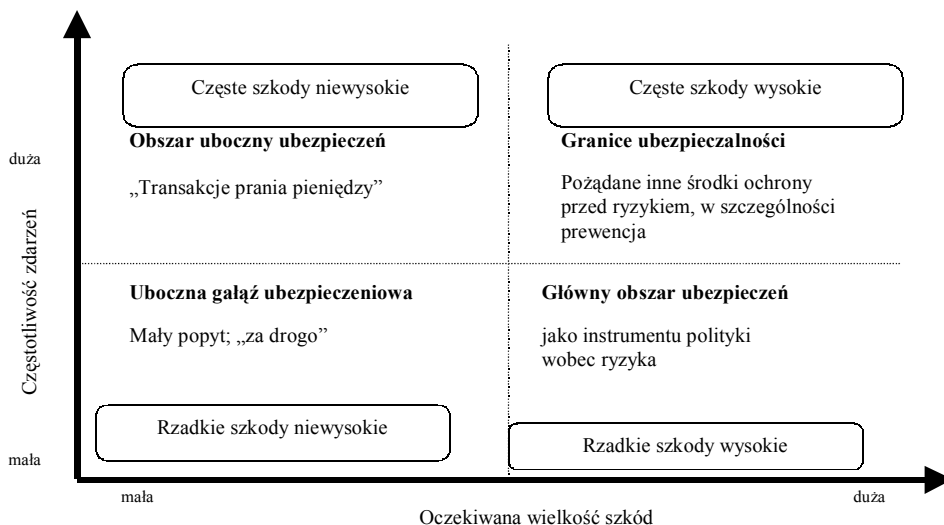 Częste szkody niewysokie
Częste szkody wysokie
Obszar uboczny ubezpieczeń
„Transakcje prania pieniędzy”
Granice ubezpieczalności
Pożądane inne środki ochrony
przed ryzykiem, w szczególności
prewencja
duża
Częstotliwość zdarzeń
Uboczna gałąź ubezpieczeniowa
Mały popyt; „za drogo”
Główny obszar ubezpieczeń
jako instrumentu polityki
wobec ryzyka
Rzadkie szkody niewysokie
Rzadkie szkody wysokie
mała
mała
duża
Oczekiwana wielkość szkód